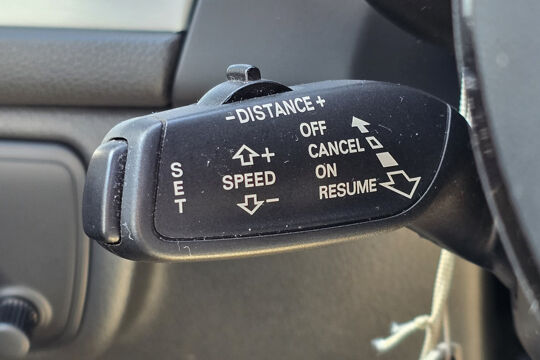 -DISTANCE+
OFF
CANCEL
ON
RESUME
+
SPEED
-
SET